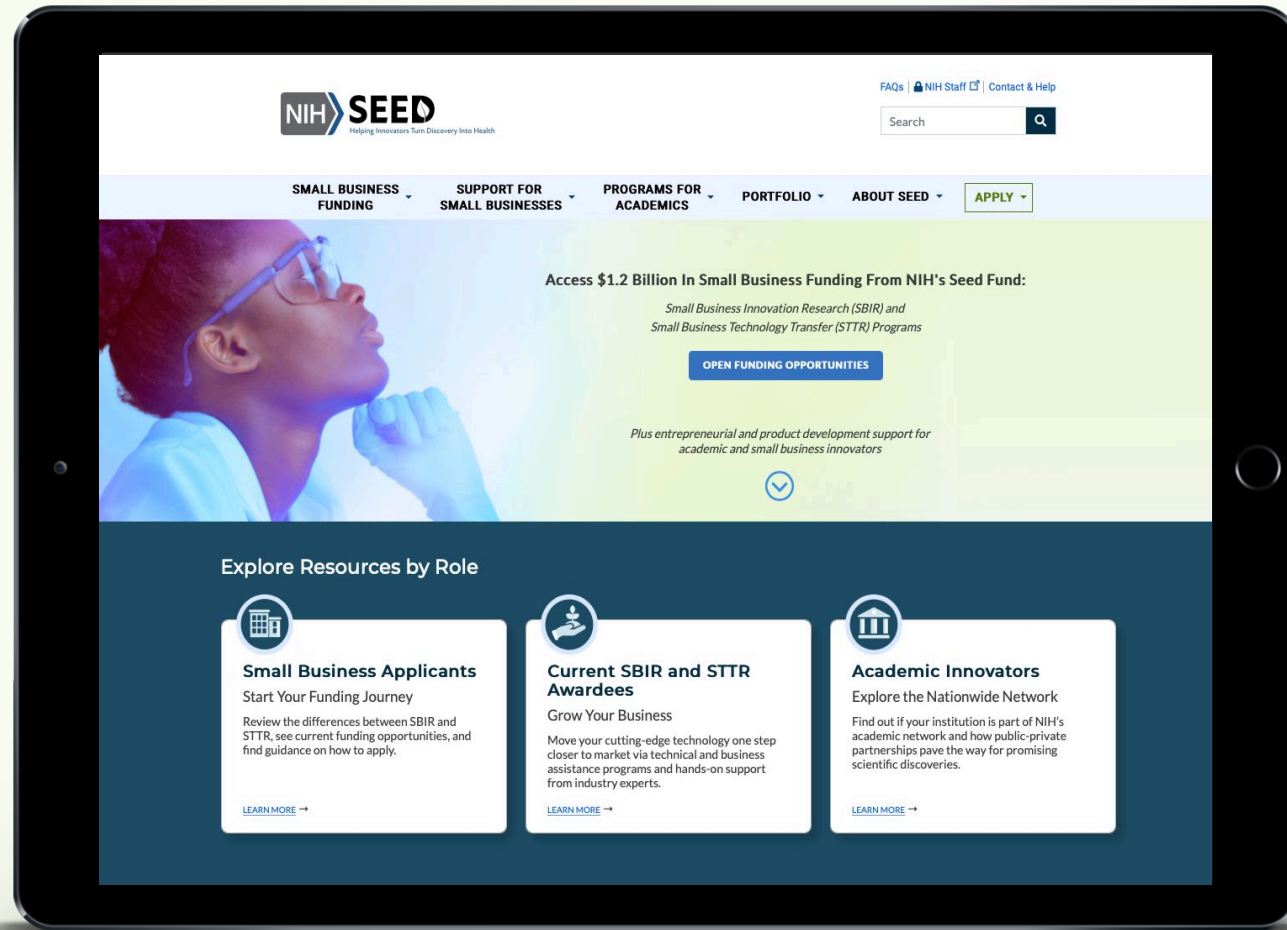 FAQs | NIH Staff | Contact & Help
NIH SEED
Helping Innovators Turn Discovery Into Health
Search
SMALL BUSINESS
FUNDING
SUPPORT FOR
SMALL BUSINESSES
PROGRAMS FOR
ACADEMICS
PORTFOLIO
ABOUT SEED
APPLY
Access $1.2 Billion In Small Business Funding From NIH's Seed Fund:
Small Business Innovation Research (SBIR) and
Small Business Technology Transfer (STTR) Programs
OPEN FUNDING OPPORTUNITIES
Plus entrepreneurial and product development support for
academic and small business innovators
Explore Resources by Role
Small Business Applicants
Start Your Funding Journey
Review the differences between SBIR and
STTR, see current funding opportunities, and
find guidance on how to apply.
LEARN MORE →
Current SBIR and STTR
Awardees
Grow Your Business
Move your cutting-edge technology one step
closer to market via technical and business
assistance programs and hands-on support
from industry experts.
LEARN MORE →
Academic Innovators
Explore the Nationwide Network
Find out if your institution is part of NIH's
academic network and how public-private
partnerships pave the way for promising
scientific discoveries.
LEARN MORE →